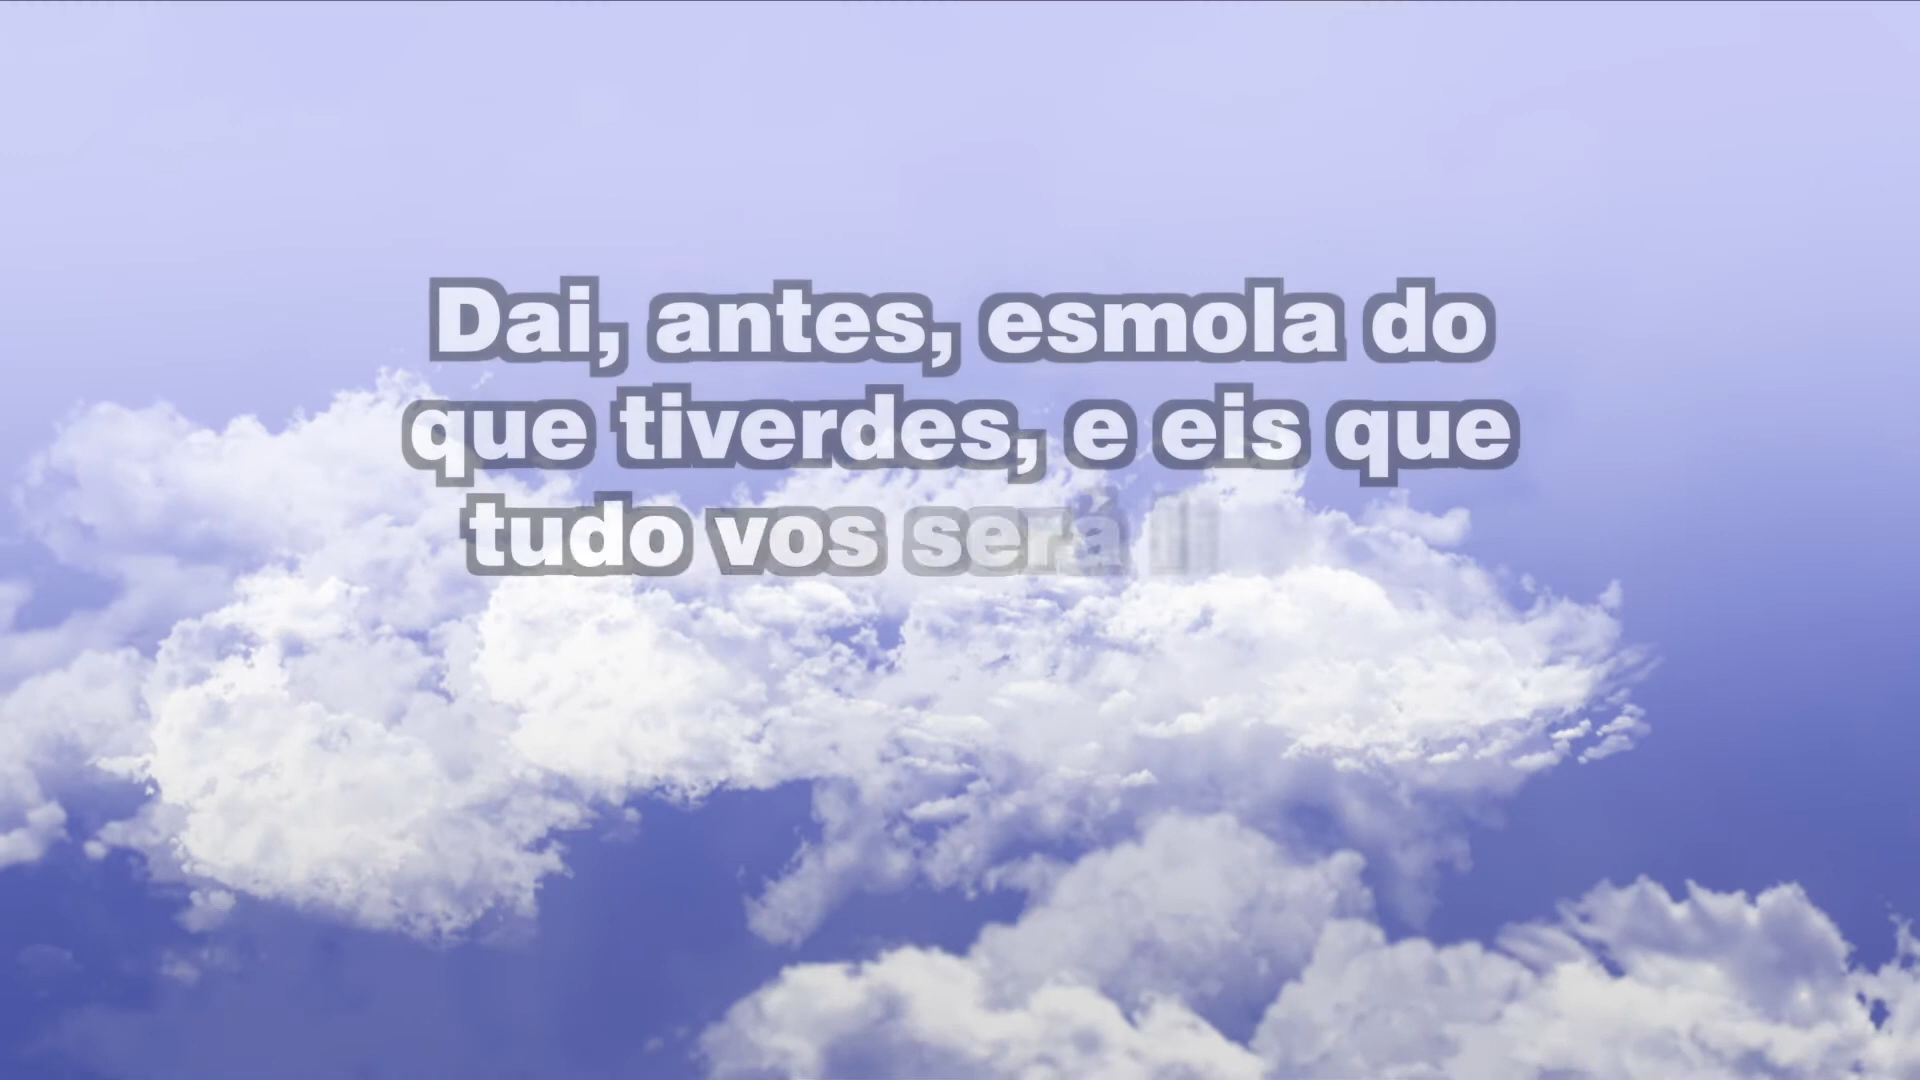 Dai, antes, esmola do
que tiverdes, e eis que
tudo vos será